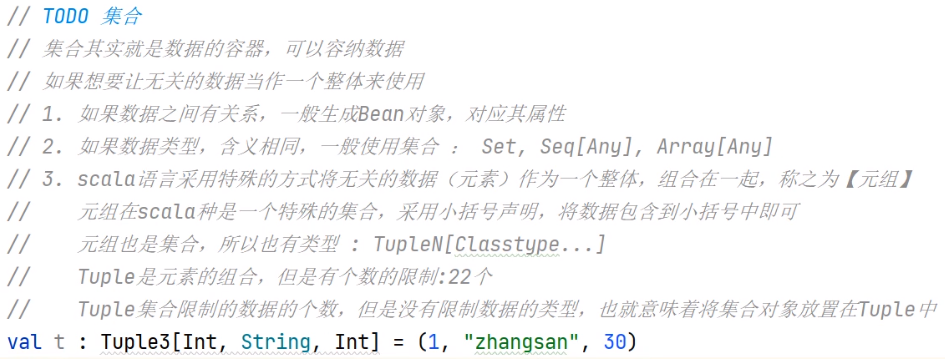 // TODO 集合
// 集合其实就是数据的容器，可以容纳数据
// 如果想要让无关的数据当作一个整体来使用
// 1. 如果数据之间有关系，一般生成Bean对象，对应其属性
// 2. 如果数据类型，含义相同，一般使用集合 ： Set, Seq[Any], Array[Any]
// 3. scala语言采用特殊的方式将无关的数据（元素）作为一个整体，组合在一起，称之为【元组】
//    元组在scala种是一个特殊的集合，采用小括号声明，将数据包含到小括号中即可
//    元组也是集合，所以也有类型 : TupleN[Classtype...]
//    Tuple是元素的组合，但是有个数的限制:22个
//    Tuple集合限制的数据的个数，但是没有限制数据的类型，也就意味着将集合对象放置在Tuple中
val t : Tuple3[Int, String, Int] = (1, "zhangsan", 30)